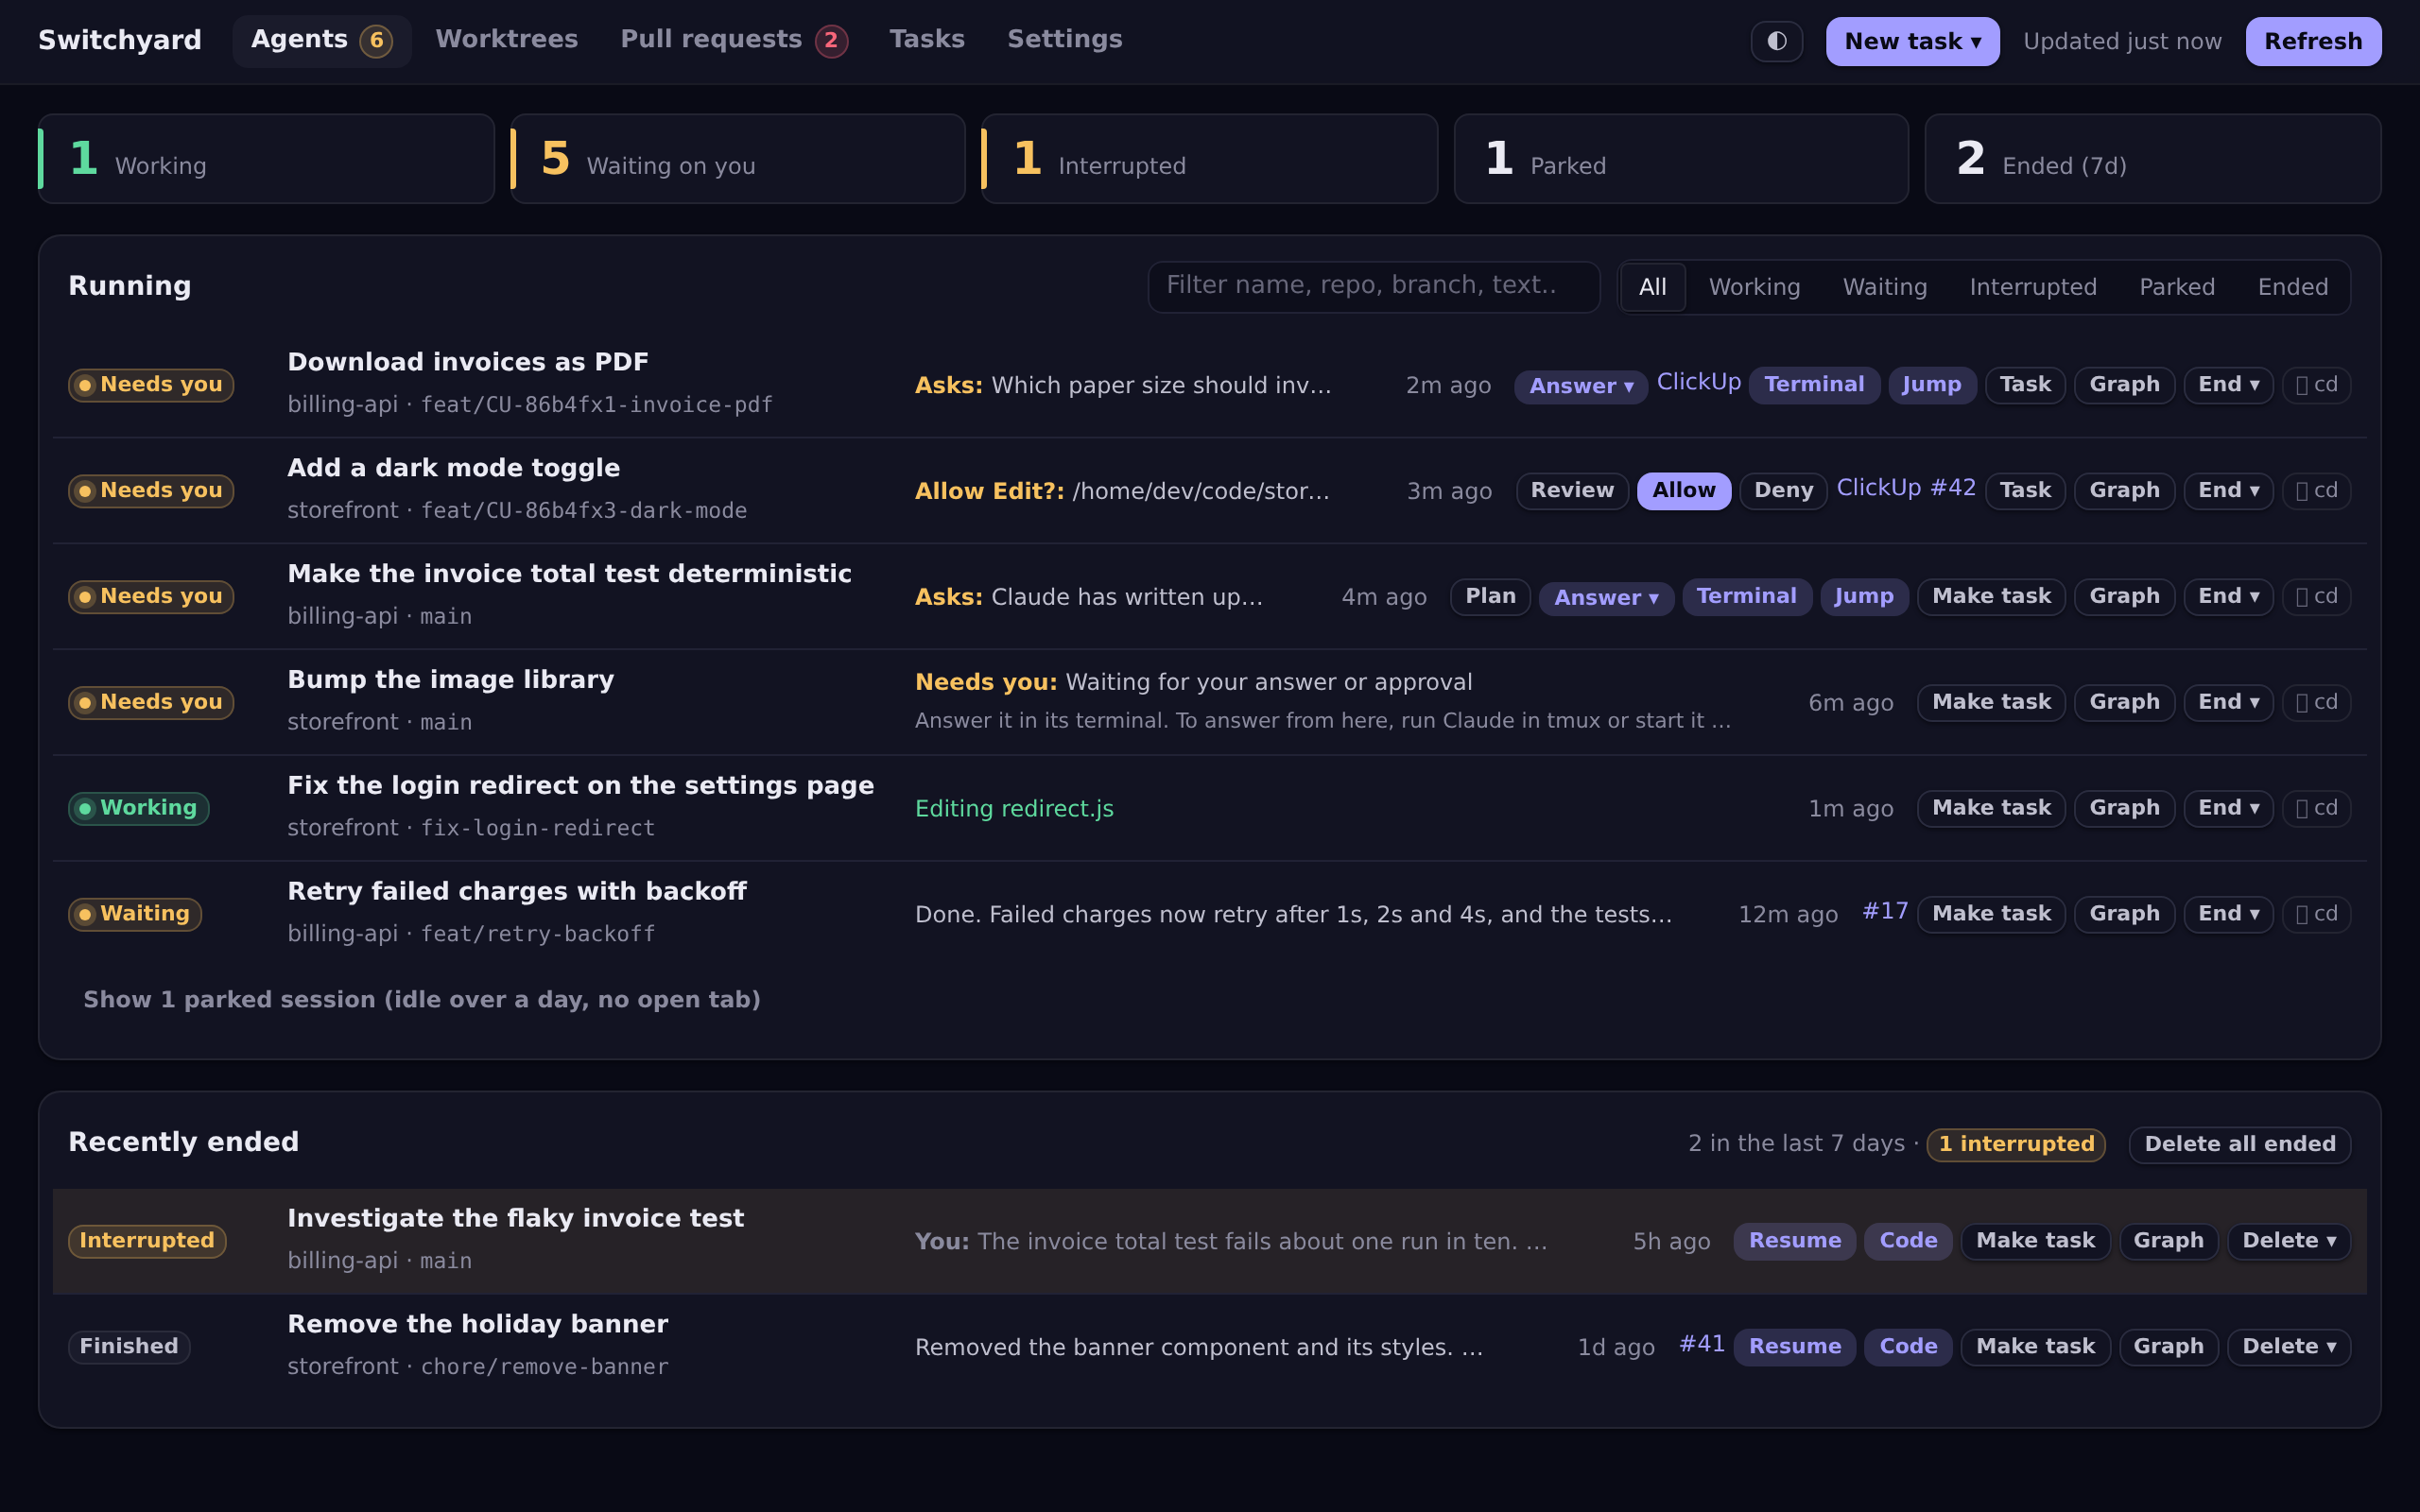 Switchyard Agents 6 Worktrees Pull requests 2 Tasks Settings New task ▾ Updated just now Refresh
1 Working 5 Waiting on you 1 Interrupted 1 Parked 2 Ended (7d)
Running Filter name, repo, branch, text.. All Working Waiting Interrupted Parked Ended
Needs you Download invoices as PDF Asks: Which paper size should inv… 2m ago Answer ▾ ClickUp Terminal Jump Task Graph End ▾ cd
billing-api · feat/CU-86b4fx1-invoice-pdf
Needs you Add a dark mode toggle Allow Edit?: /home/dev/code/stor… 3m ago Review Allow Deny ClickUp #42 Task Graph End ▾ cd
storefront · feat/CU-86b4fx3-dark-mode
Needs you Make the invoice total test deterministic Asks: Claude has written up… 4m ago Plan Answer ▾ Terminal Jump Make task Graph End ▾ cd
billing-api · main
Needs you Bump the image library Needs you: Waiting for your answer or approval 6m ago Make task Graph End ▾ cd
storefront · main Answer it in its terminal. To answer from here, run Claude in tmux or start it …
Working Fix the login redirect on the settings page Editing redirect.js 1m ago Make task Graph End ▾ cd
storefront · fix-login-redirect
Waiting Retry failed charges with backoff Done. Failed charges now retry after 1s, 2s and 4s, and the tests… 12m ago #17 Make task Graph End ▾ cd
billing-api · feat/retry-backoff
Show 1 parked session (idle over a day, no open tab)
Recently ended 2 in the last 7 days · 1 interrupted Delete all ended
Interrupted Investigate the flaky invoice test You: The invoice total test fails about one run in ten. … 5h ago Resume Code Make task Graph Delete ▾
billing-api · main
Finished Remove the holiday banner Removed the banner component and its styles. … 1d ago #41 Resume Code Make task Graph Delete ▾
storefront · chore/remove-banner